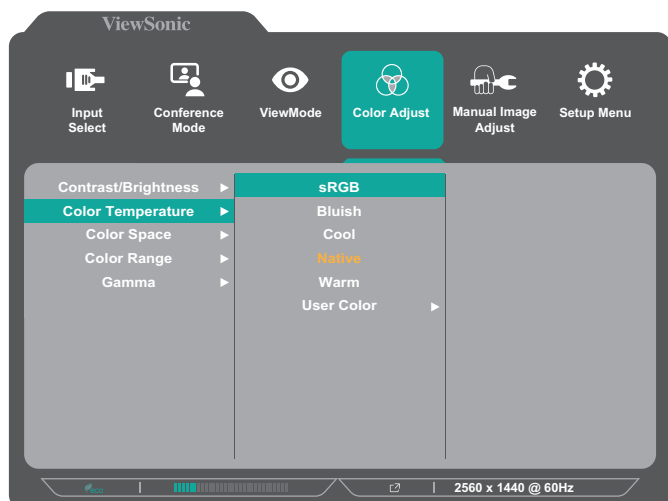 ViewSonic
Input
Select
Conference
Mode
ViewMode
Color Adjust
Manual Image
Adjust
Setup Menu
Contrast/Brightness
Color Temperature
Color Space
Color Range
Gamma
sRGB
Bluish
Cool
Native
Warm
User Color
eco
2560 x 1440 @ 60Hz